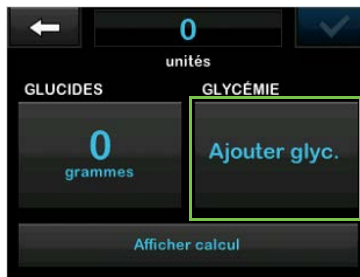 0
unités
GLUCIDES GLYCÉMIE
0
grammes
Ajouter glyc.
Afficher calcul